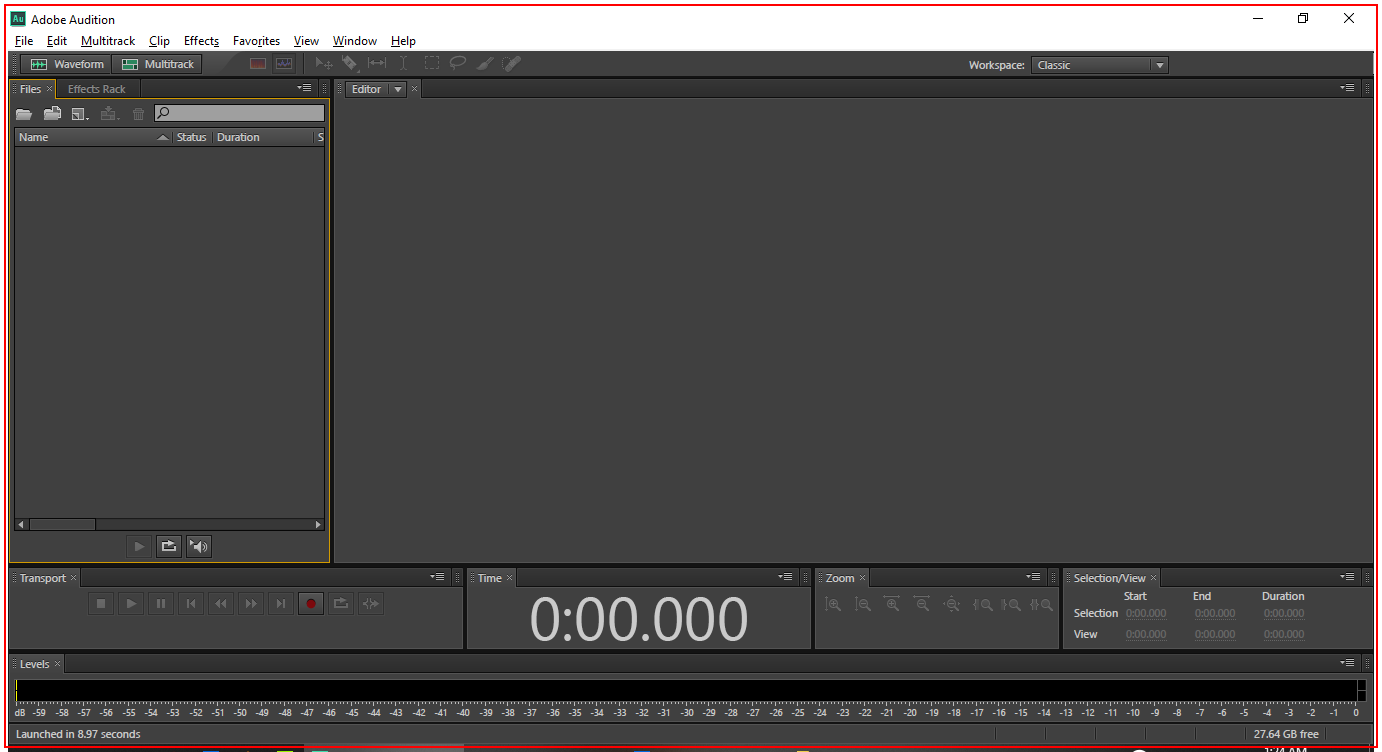 Au Adobe Audition
File Edit Multitrack Clip Effects Favorites View Window Help
Waveform Multitrack Workspace: Classic
Files × Effects Rack Editor ×
Name Status Duration S
Transport × Time × Zoom × Selection/View ×
Start End Duration
0:00.000
Selection 0:00.000 0:00.000 0:00.000
View 0:00.000 0:00.000 0:00.000
Levels ×
dB -59 -58 -57 -56 -55 -54 -53 -52 -51 -50 -49 -48 -47 -46 -45 -44 -43 -42 -41 -40 -39 -38 -37 -36 -35 -34 -33 -32 -31 -30 -29 -28 -27 -26 -25 -24 -23 -22 -21 -20 -19 -18 -17 -16 -15 -14 -13 -12 -11 -10 -9 -8 -7 -6 -5 -4 -3 -2 -1 0
Launched in 8.97 seconds 27.64 GB free
1:24 AM